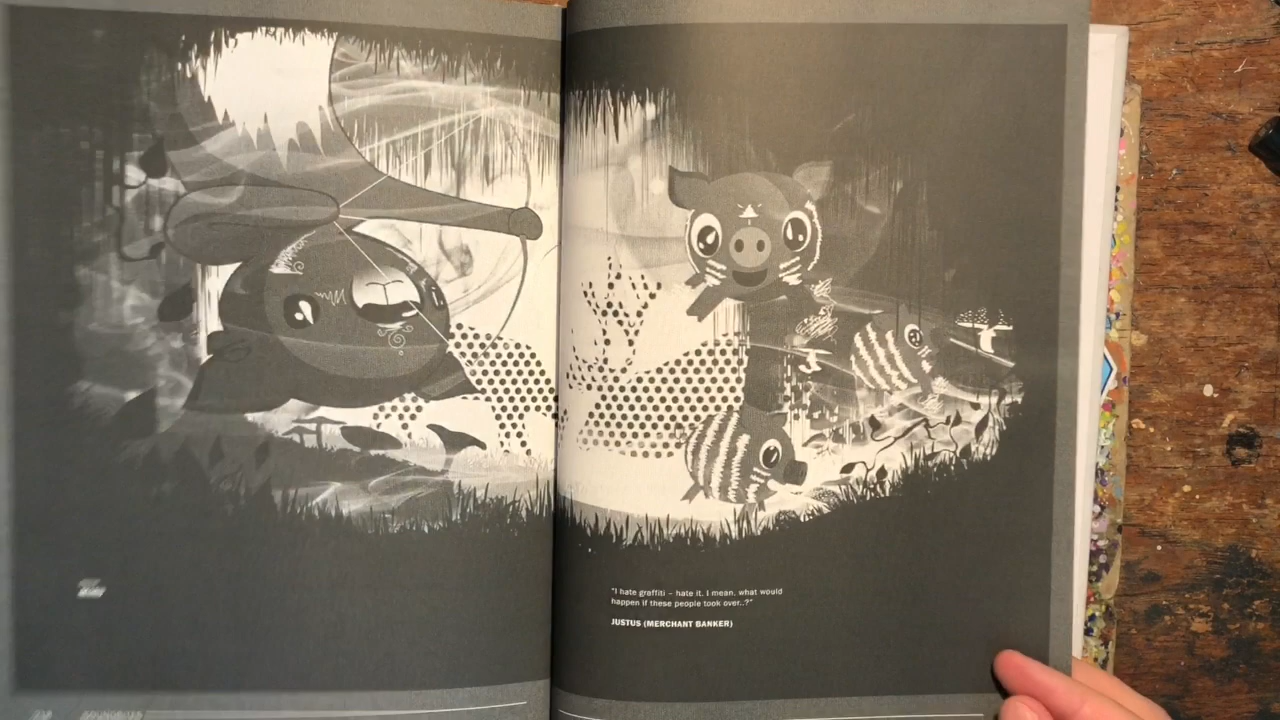 "I hate graffiti – hate it. I mean, what would
happen if these people took over..?"
JUSTUS (MERCHANT BANKER)